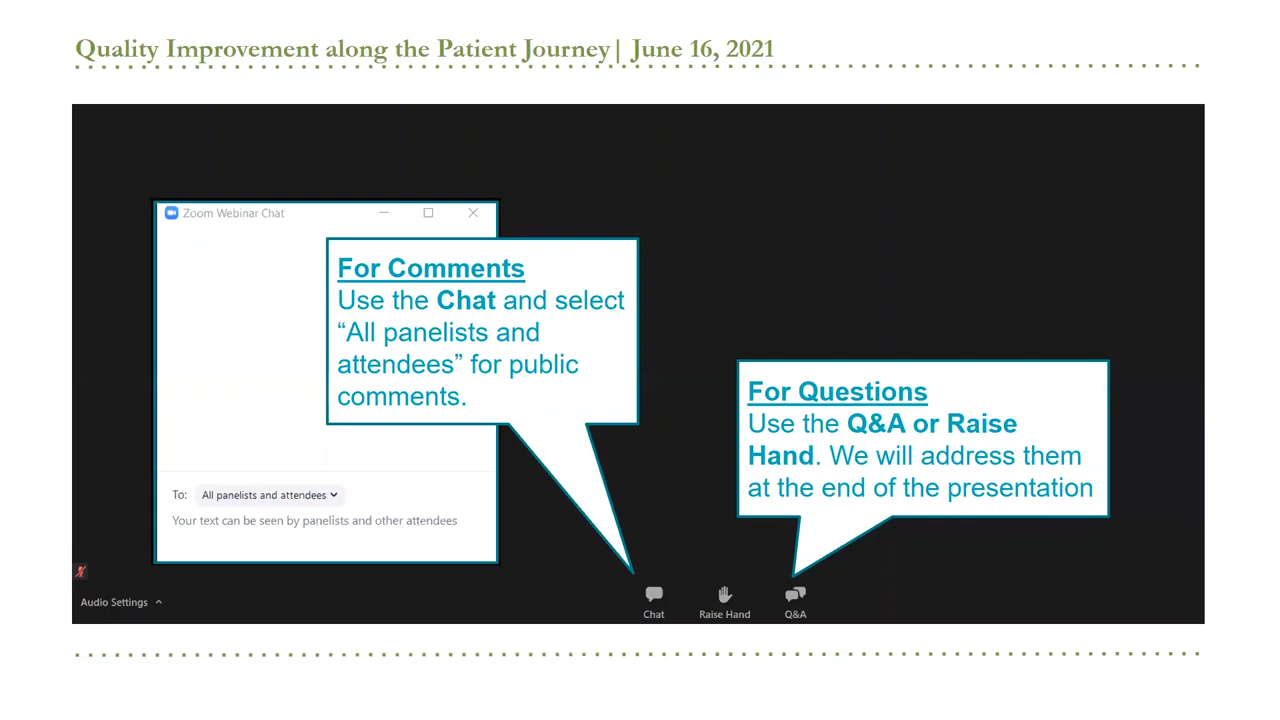 Quality Improvement along the Patient Journey| June 16, 2021
Zoom Webinar Chat
For Comments
Use the Chat and select
“All panelists and
attendees” for public
comments.
For Questions
Use the Q&A or Raise
Hand. We will address them
at the end of the presentation
To: All panelists and attendees
Your text can be seen by panelists and other attendees
Audio Settings
Chat
Raise Hand
Q&A